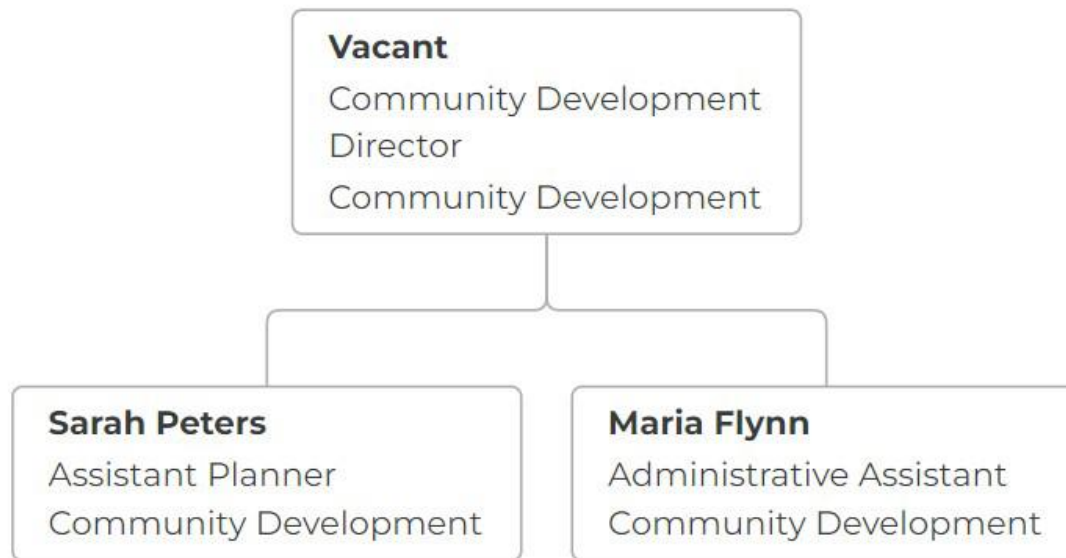 Vacant
Community Development
Director
Community Development
Sarah Peters
Assistant Planner
Community Development
Maria Flynn
Administrative Assistant
Community Development